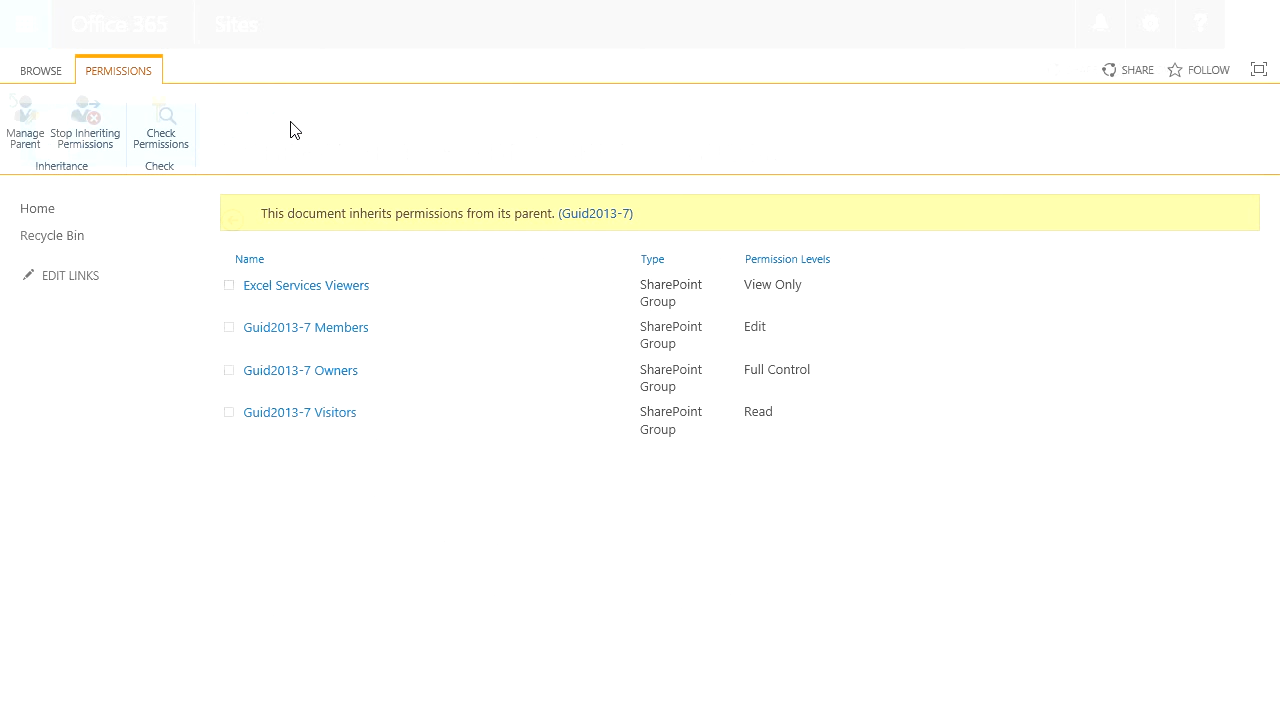 Office 365 Sites ?
BROWSE PERMISSIONS SHARE FOLLOW
Manage Parent
Stop Inheriting Permissions
Check Permissions
Inheritance Check
Home
Recycle Bin
EDIT LINKS
This document inherits permissions from its parent. (Guid2013-7)
Name Type Permission Levels
Excel Services Viewers SharePoint Group View Only
Guid2013-7 Members SharePoint Group Edit
Guid2013-7 Owners SharePoint Group Full Control
Guid2013-7 Visitors SharePoint Group Read